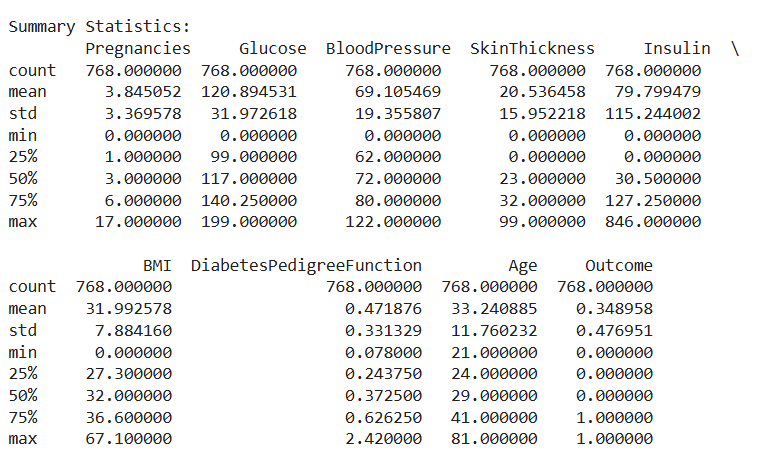 Summary Statistics:
       Pregnancies     Glucose  BloodPressure  SkinThickness     Insulin  \
count   768.000000  768.000000     768.000000     768.000000  768.000000
mean      3.845052  120.894531      69.105469      20.536458   79.799479
std       3.369578   31.972618      19.355807      15.952218  115.244002
min       0.000000    0.000000       0.000000       0.000000    0.000000
25%       1.000000   99.000000      62.000000       0.000000    0.000000
50%       3.000000  117.000000      72.000000      23.000000   30.500000
75%       6.000000  140.250000      80.000000      32.000000  127.250000
max      17.000000  199.000000     122.000000      99.000000  846.000000

              BMI  DiabetesPedigreeFunction         Age     Outcome
count  768.000000                768.000000  768.000000  768.000000
mean    31.992578                  0.471876   33.240885    0.348958
std      7.884160                  0.331329   11.760232    0.476951
min      0.000000                  0.078000   21.000000    0.000000
25%     27.300000                  0.243750   24.000000    0.000000
50%     32.000000                  0.372500   29.000000    0.000000
75%     36.600000                  0.626250   41.000000    1.000000
max     67.100000                  2.420000   81.000000    1.000000